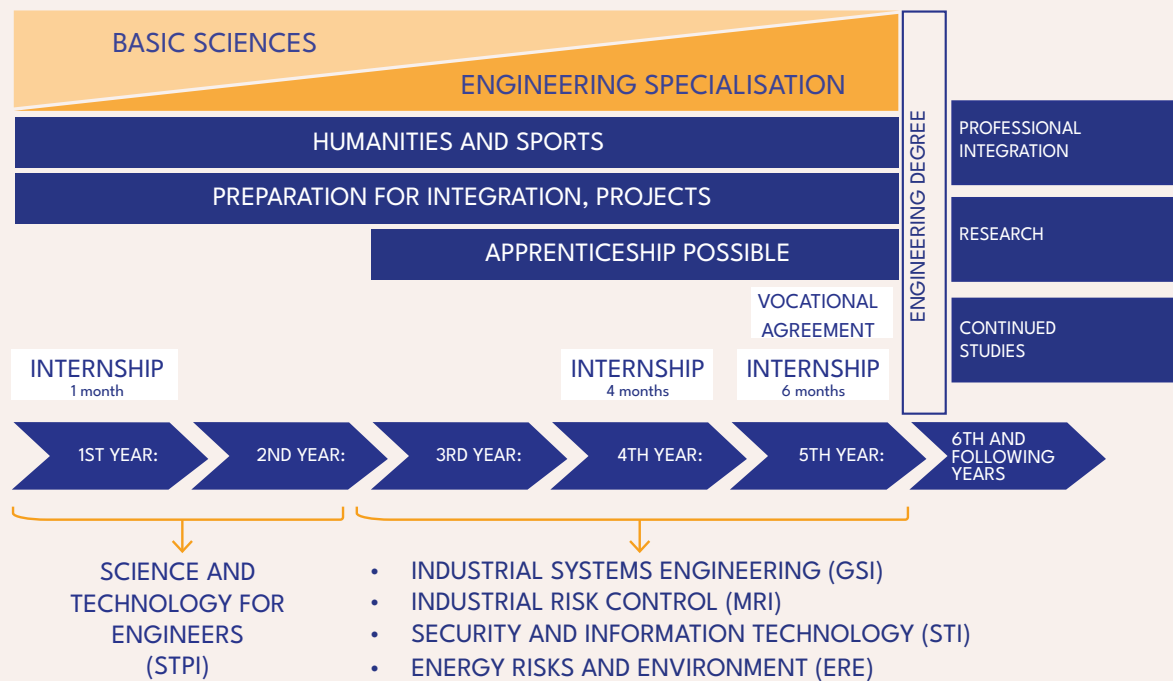 BASIC SCIENCES
ENGINEERING SPECIALISATION
HUMANITIES AND SPORTS
PREPARATION FOR INTEGRATION, PROJECTS
APPRENTICESHIP POSSIBLE
VOCATIONAL
AGREEMENT
INTERNSHIP
1 month
INTERNSHIP
4 months
INTERNSHIP
6 months
ENGINEERING DEGREE
PROFESSIONAL
INTEGRATION
RESEARCH
CONTINUED
STUDIES
1ST YEAR:
2ND YEAR:
3RD YEAR:
4TH YEAR:
5TH YEAR:
6TH AND
FOLLOWING
YEARS
SCIENCE AND
TECHNOLOGY FOR
ENGINEERS
(STPI)
• INDUSTRIAL SYSTEMS ENGINEERING (GSI)
• INDUSTRIAL RISK CONTROL (MRI)
• SECURITY AND INFORMATION TECHNOLOGY (STI)
• ENERGY RISKS AND ENVIRONMENT (ERE)